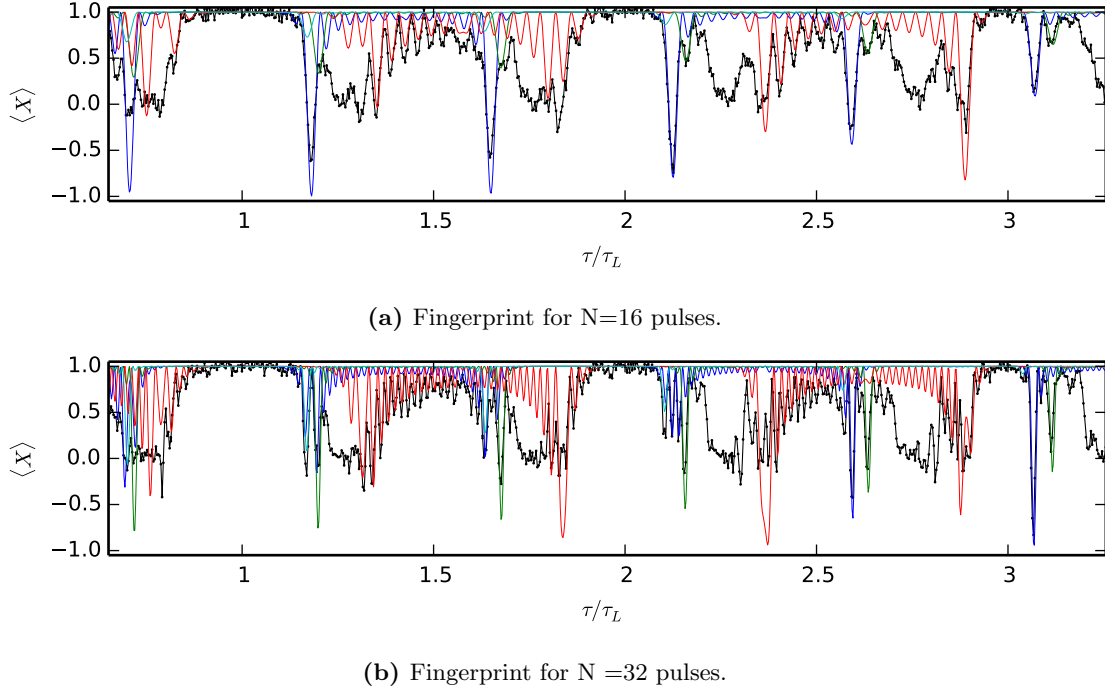 1.0
0.5
0.0
−0.5
−1.0
⟨X⟩
1 1.5 2 2.5 3
τ/τ_L
(a) Fingerprint for N=16 pulses.
1.0
0.5
0.0
−0.5
−1.0
⟨X⟩
1 1.5 2 2.5 3
τ/τ_L
(b) Fingerprint for N =32 pulses.